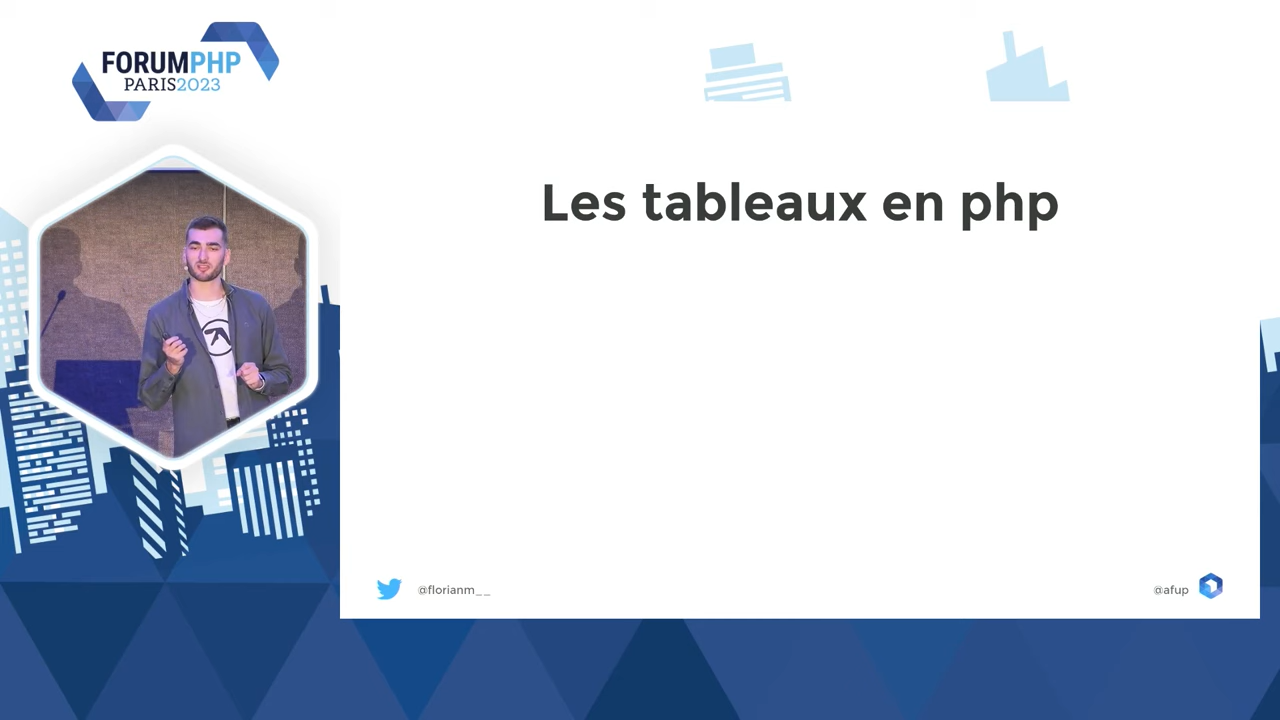 FORUMPHP
PARIS2023
Les tableaux en php
@florianm__
@afup